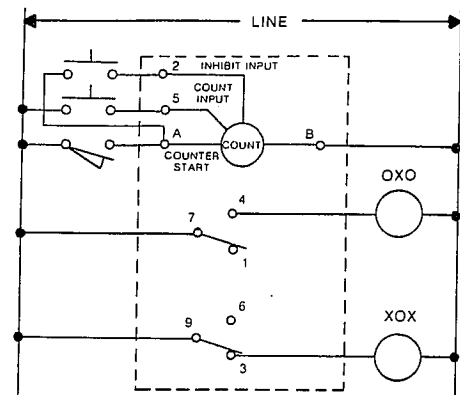 LINE
2
INHIBIT INPUT
COUNT
INPUT
5
A
COUNT
B
COUNTER
START
OXO
4
7
1
XOX
6
9
3